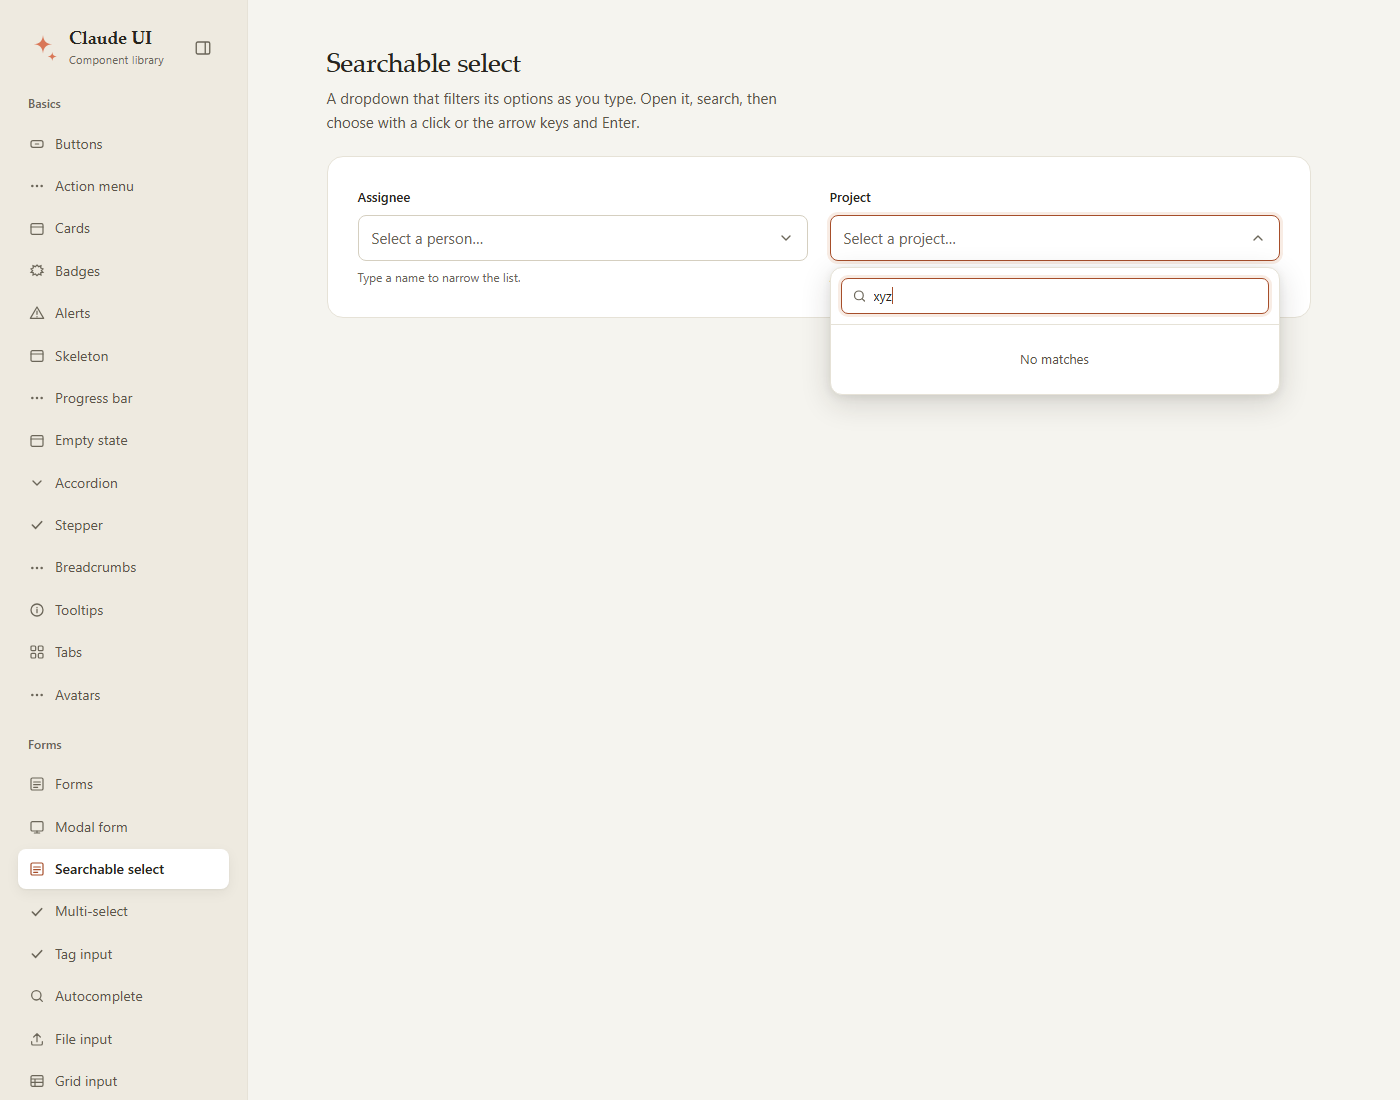 Claude UI
Component library
Basics
Buttons
Action menu
Cards
Badges
Alerts
Skeleton
Progress bar
Empty state
Accordion
Stepper
Breadcrumbs
Tooltips
Tabs
Avatars
Forms
Forms
Modal form
Searchable select
Multi-select
Tag input
Autocomplete
File input
Grid input
Searchable select
A dropdown that filters its options as you type. Open it, search, then
choose with a click or the arrow keys and Enter.
Assignee
Select a person...
Type a name to narrow the list.
Project
Select a project...
xyz
No matches